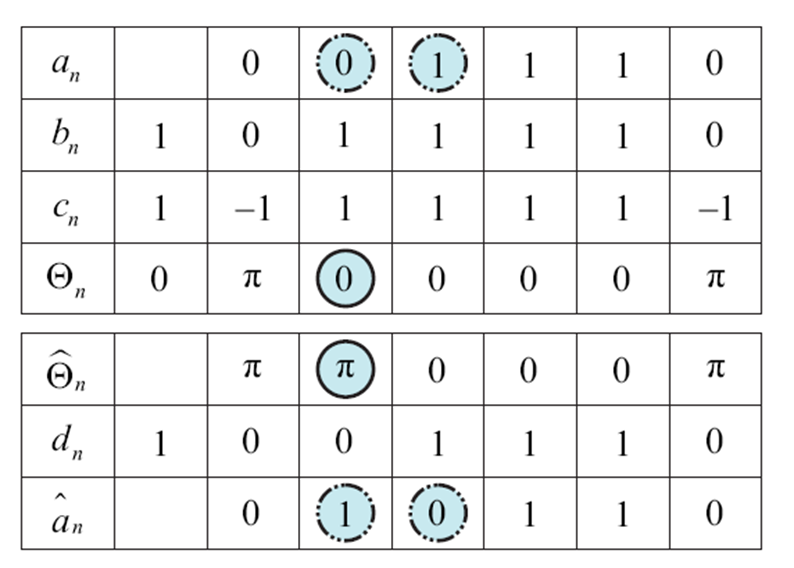 aₙ 0 0 1 1 1 0
bₙ 1 0 1 1 1 1 0
cₙ 1 −1 1 1 1 1 −1
Θₙ 0 π 0 0 0 0 π
Θ̂ₙ π π 0 0 0 π
dₙ 1 0 0 1 1 1 0
âₙ 0 1 0 1 1 0